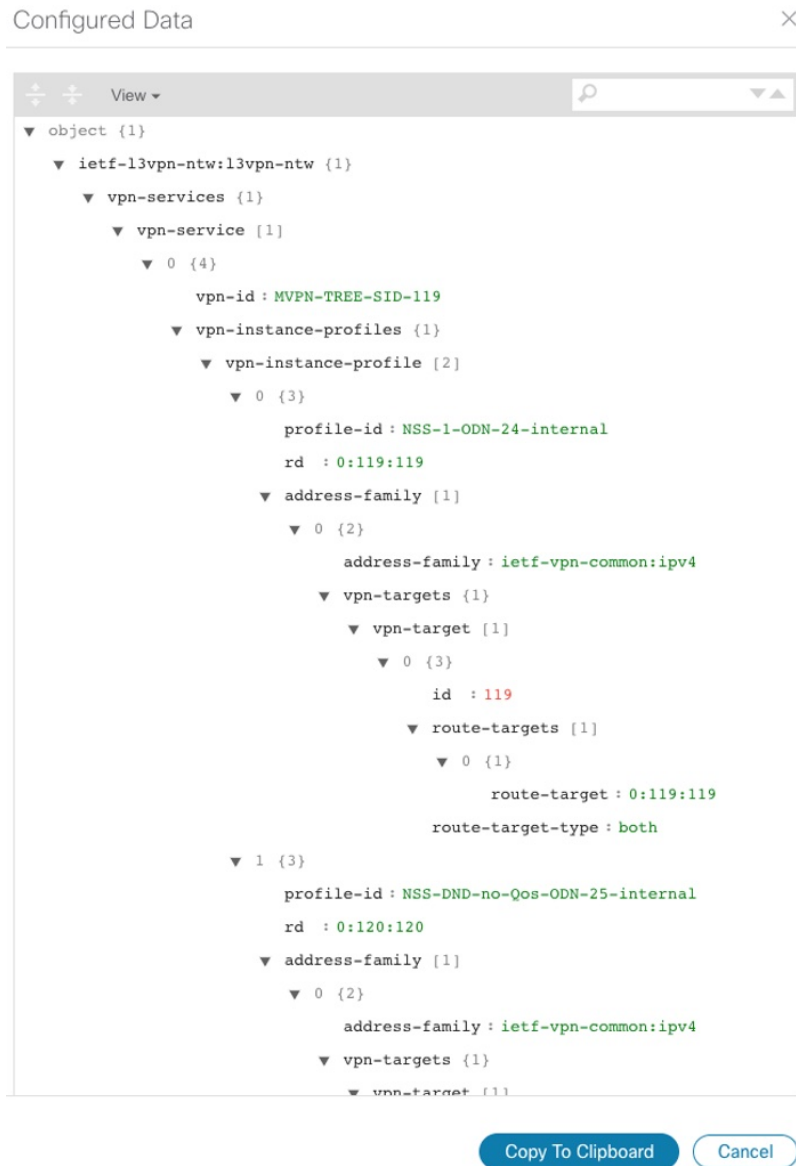 Configured Data
View
object {1}
ietf-l3vpn-ntw:l3vpn-ntw {1}
vpn-services {1}
vpn-service [1]
0 {4}
vpn-id : MVPN-TREE-SID-119
vpn-instance-profiles {1}
vpn-instance-profile [2]
0 {3}
profile-id : NSS-1-ODN-24-internal
rd : 0:119:119
address-family [1]
0 {2}
address-family : ietf-vpn-common:ipv4
vpn-targets {1}
vpn-target [1]
0 {3}
id : 119
route-targets [1]
0 {1}
route-target : 0:119:119
route-target-type : both
1 {3}
profile-id : NSS-DND-no-Qos-ODN-25-internal
rd : 0:120:120
address-family [1]
0 {2}
address-family : ietf-vpn-common:ipv4
vpn-targets {1}
vpn-target [1]
Copy To Clipboard Cancel